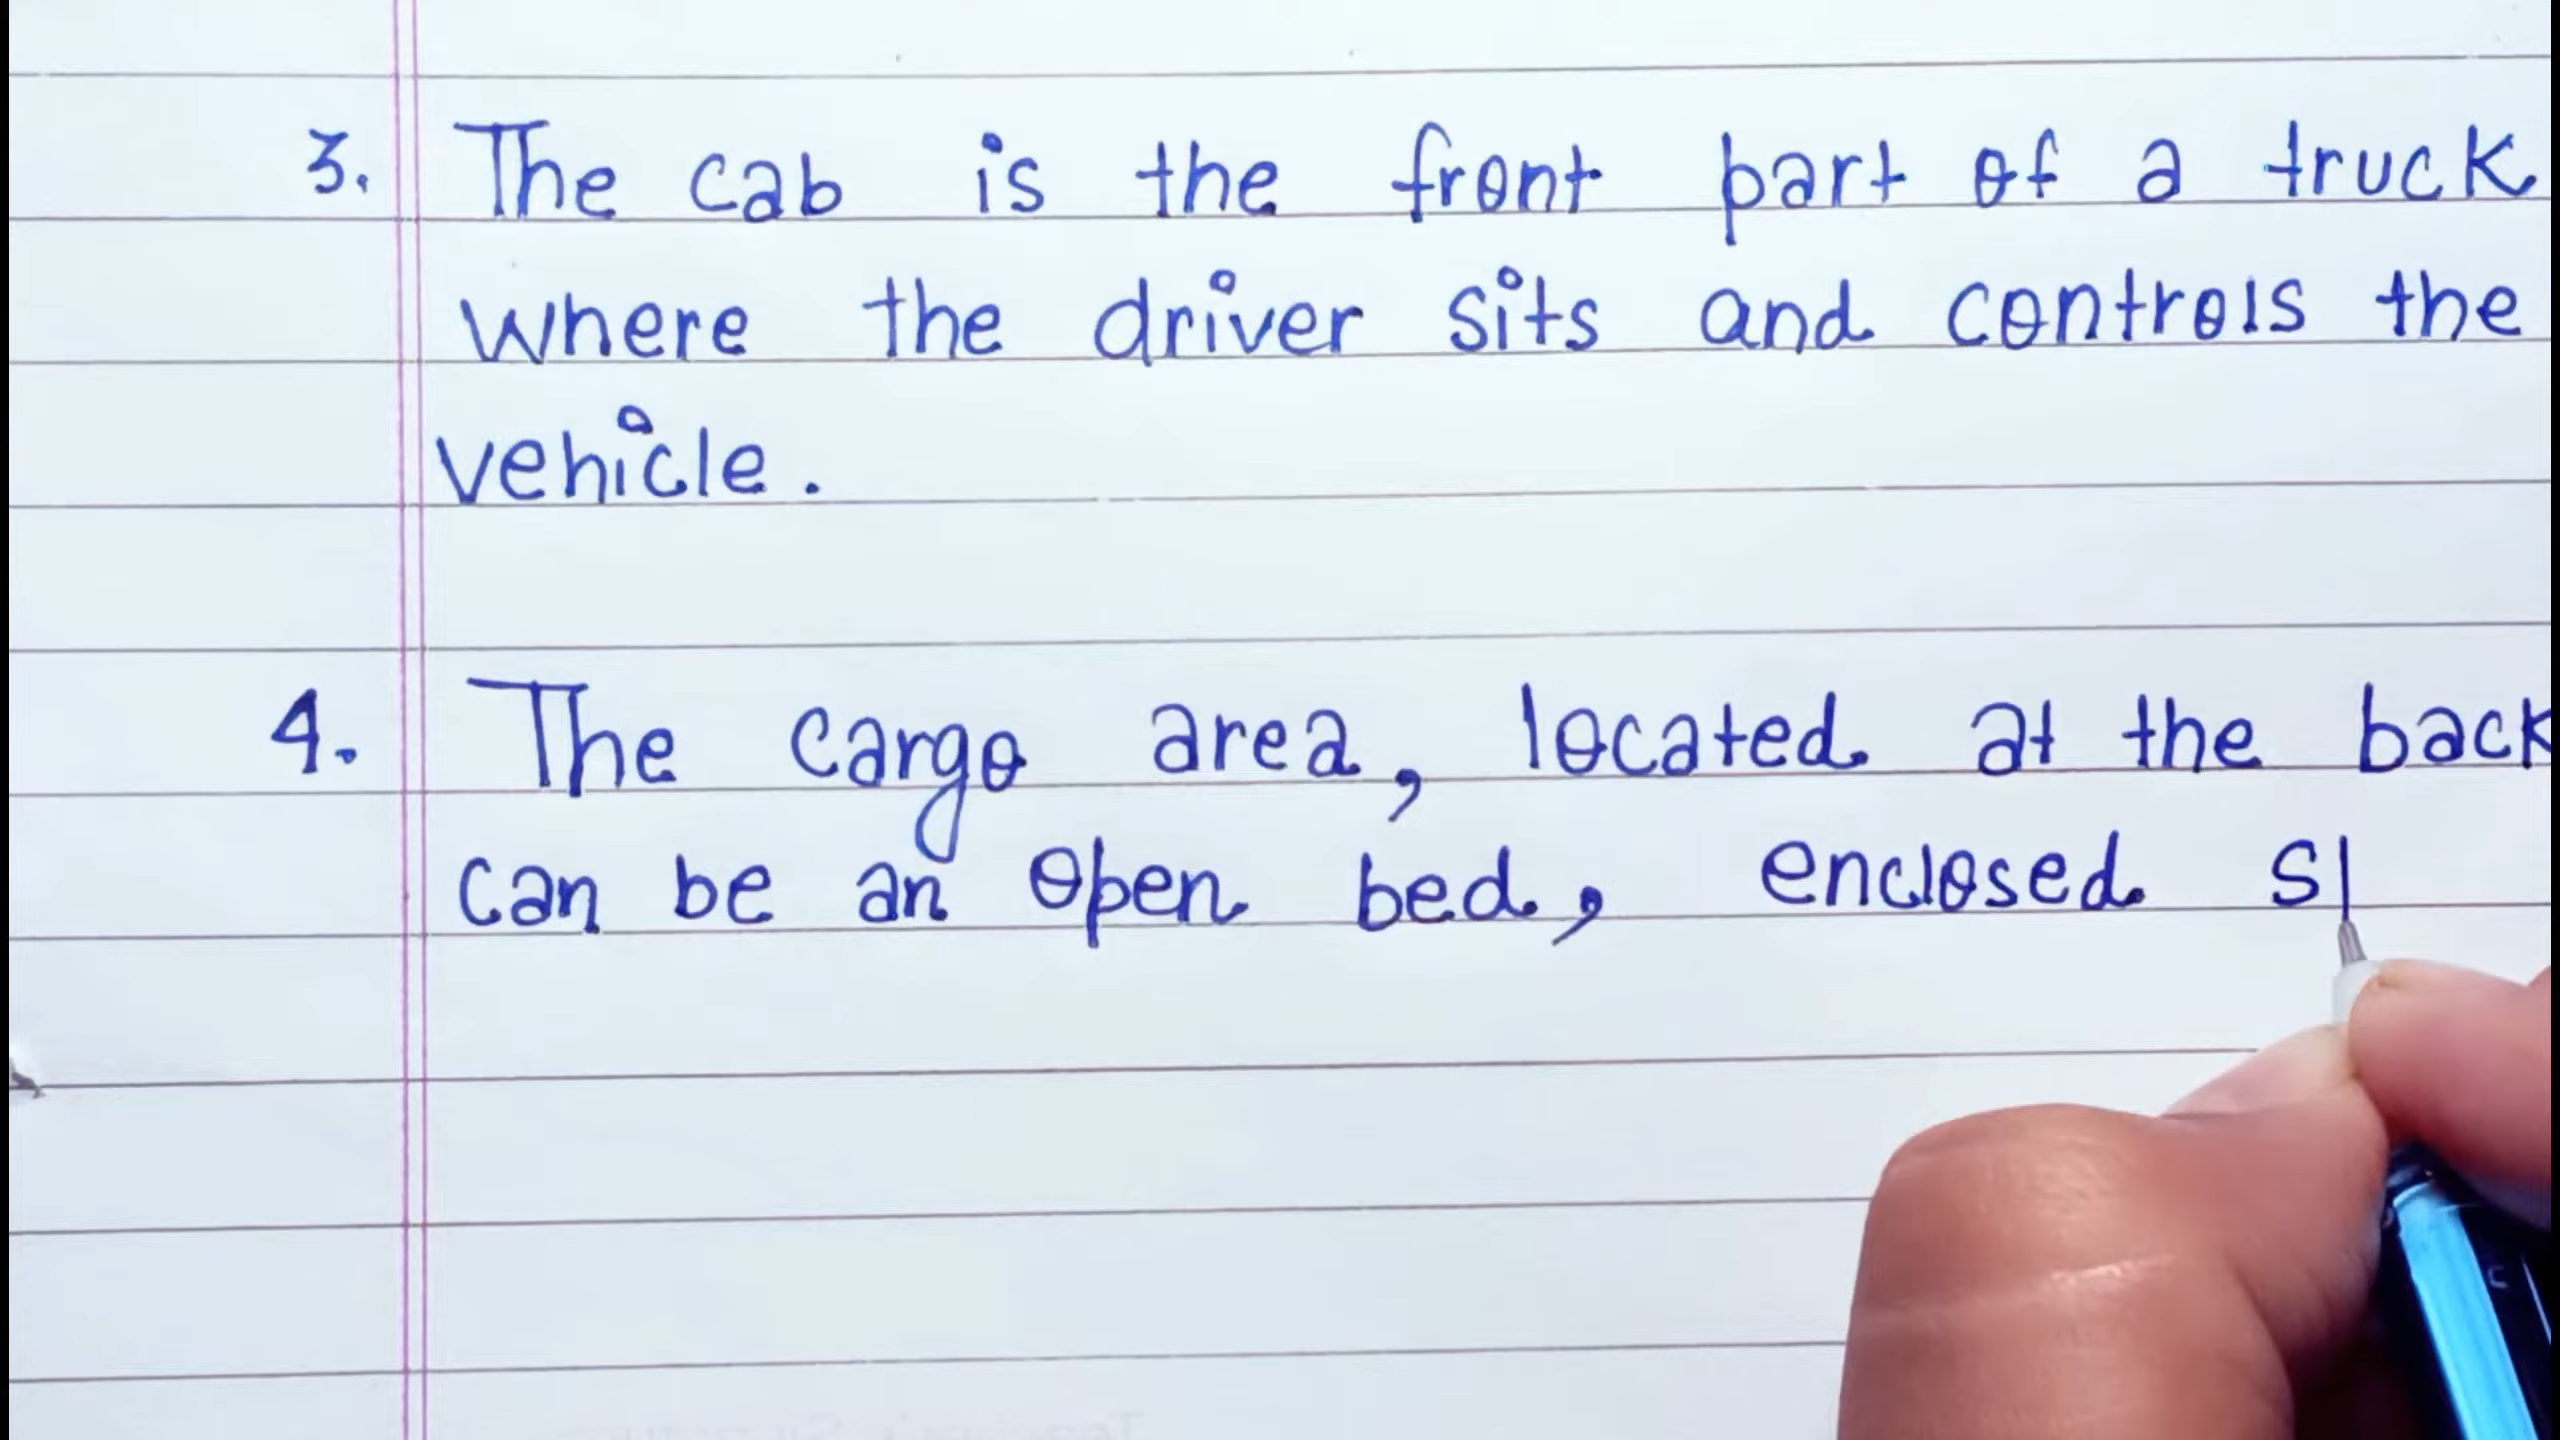 3. The cab is the front part of a truck
where the driver sits and controls the
vehicle.
4. The cargo area, located at the back
can be an open bed, enclosed